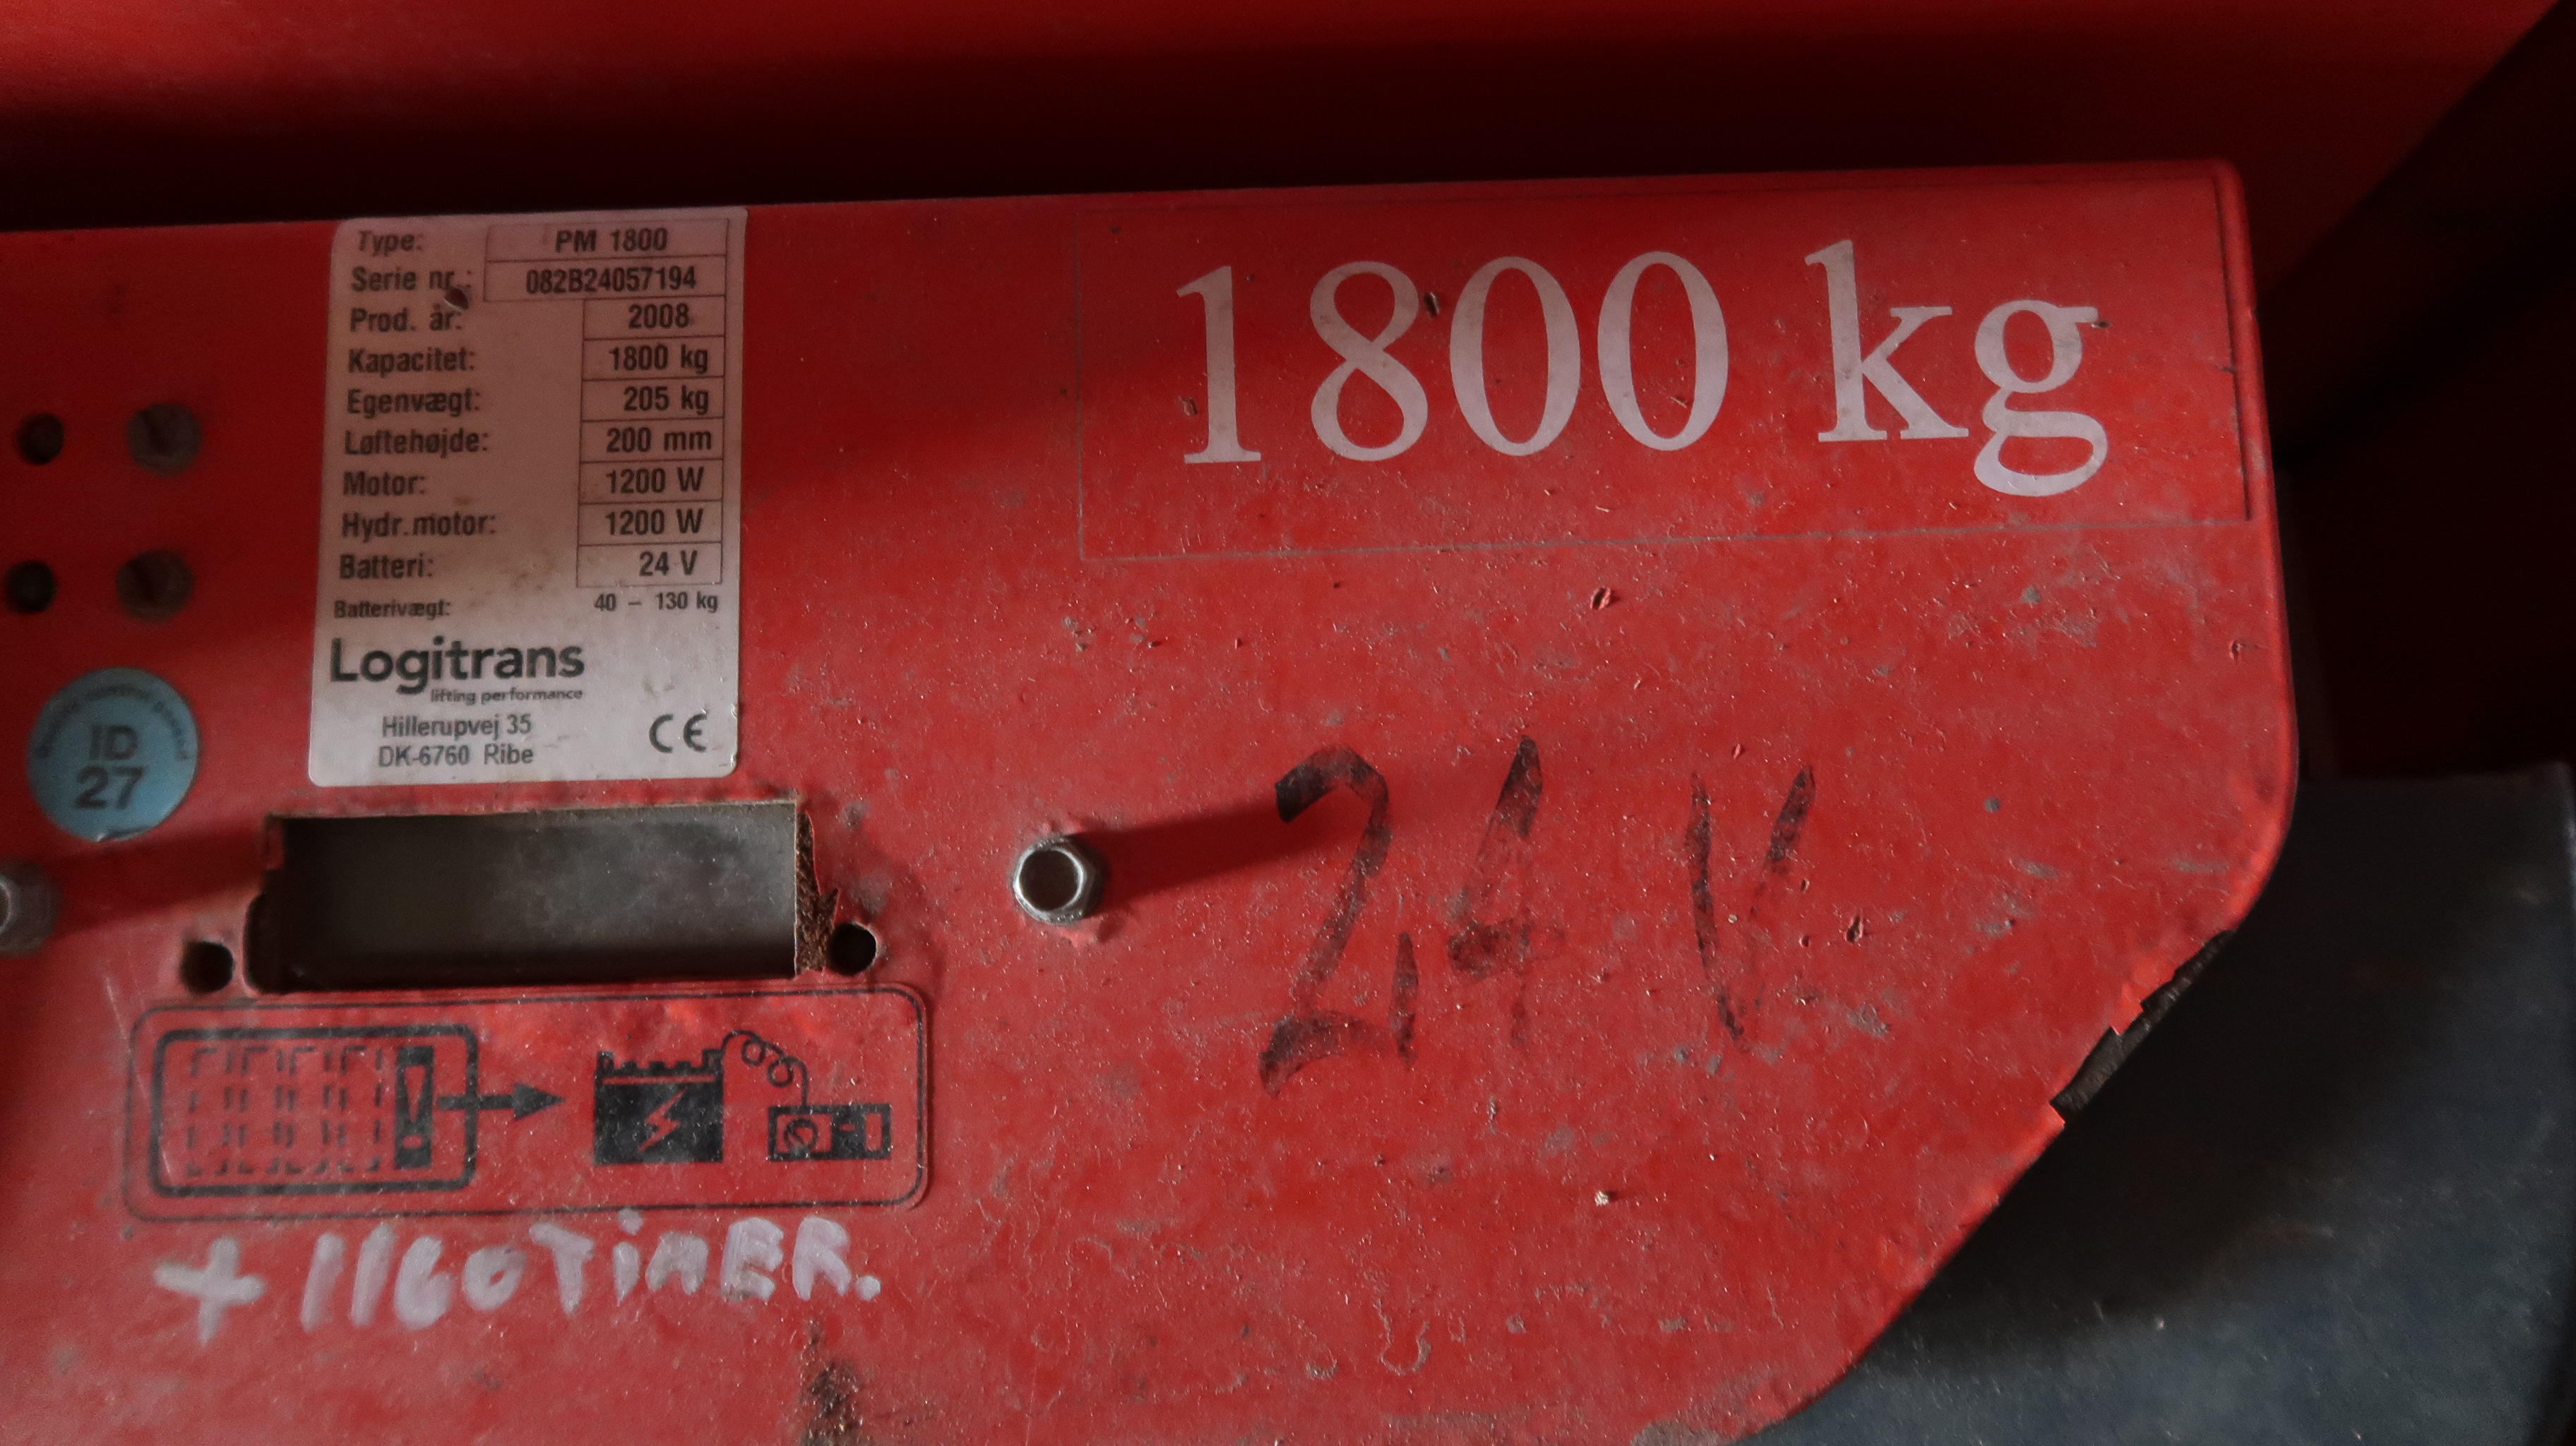 Type: PM 1800
Serie nr.: 082B24057194
Prod. år: 2008
Kapacitet: 1800 kg
Egenvægt: 205 kg
Løftehøjde: 200 mm
Motor: 1200 W
Hydr.motor: 1200 W
Batteri: 24 V
Batterivægt: 40 – 130 kg
Logitrans
lifting performance
Hillerupvej 35
DK-6760 Ribe
CE
1800 kg
ID
27
24 V
+ 1160 TiMER.